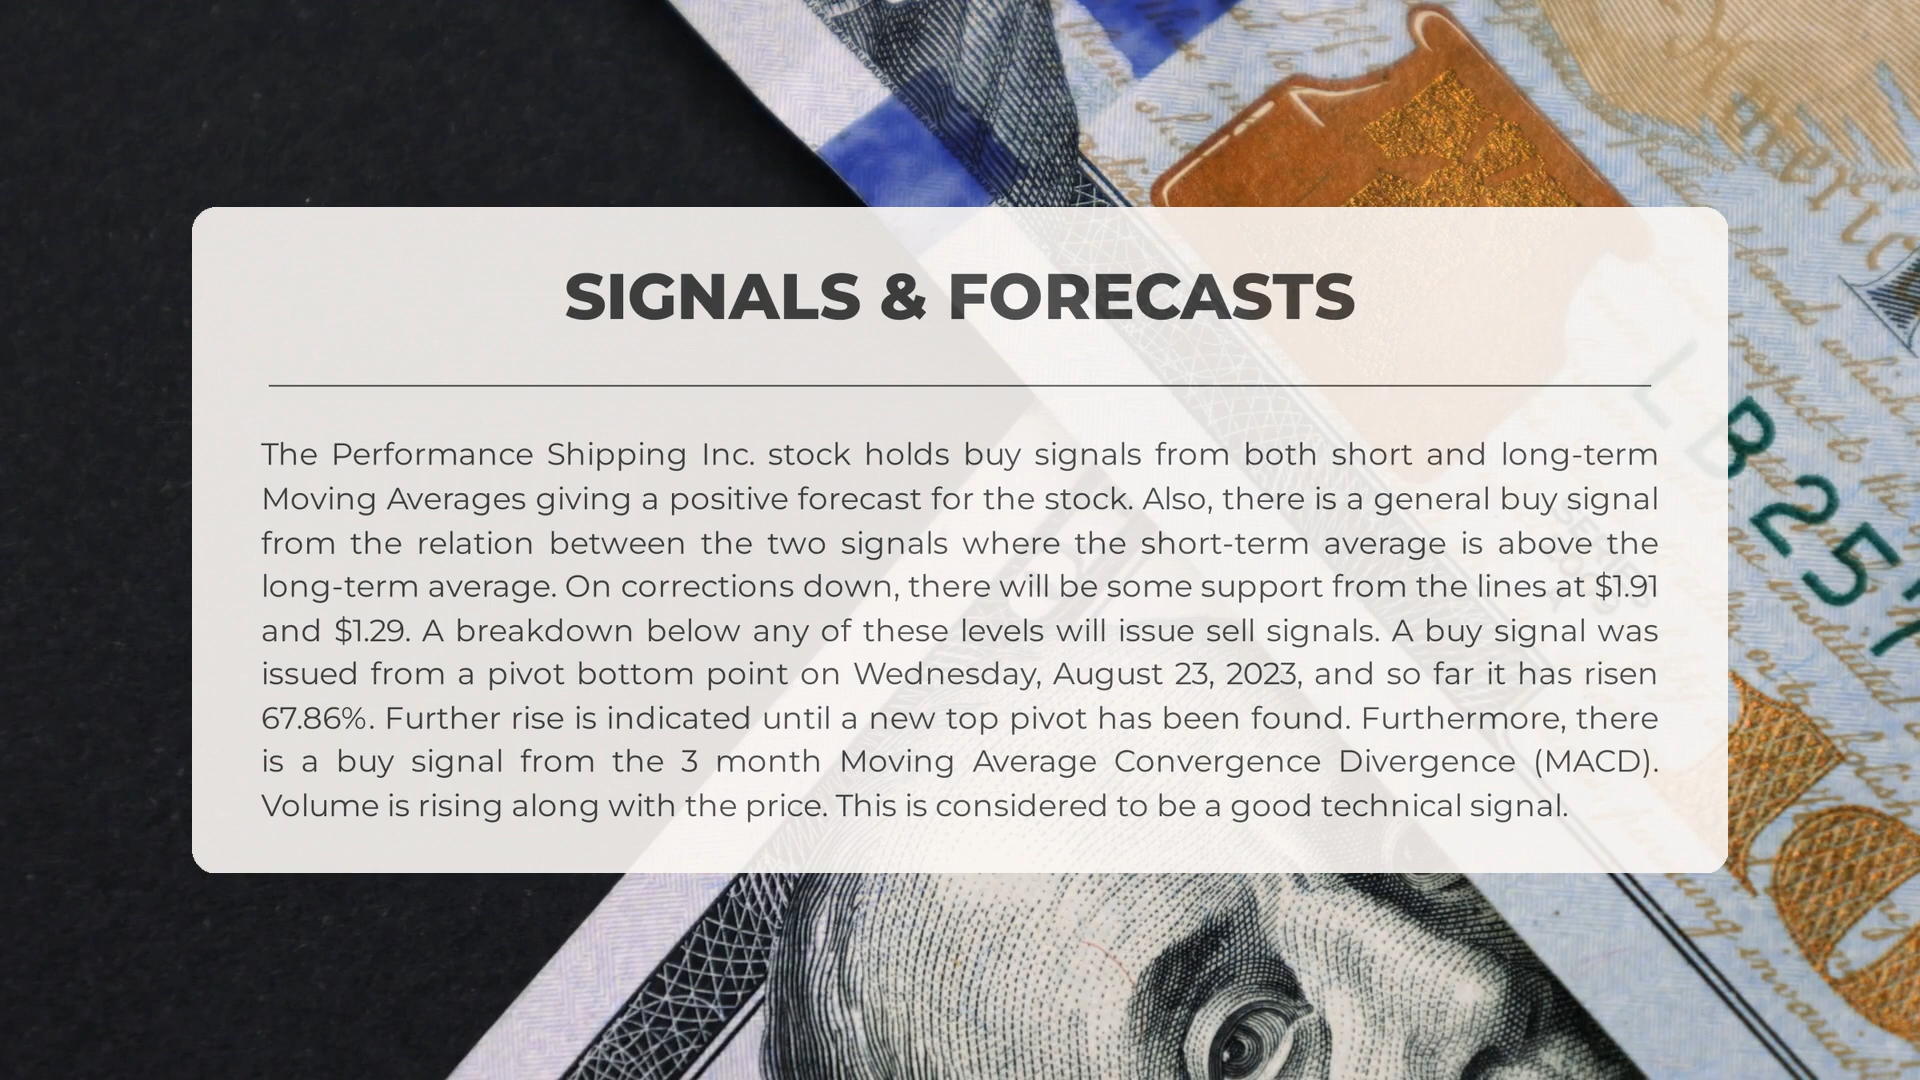 SIGNALS & FORECASTS
The Performance Shipping Inc. stock holds buy signals from both short and long-term
Moving Averages giving a positive forecast for the stock. Also, there is a general buy signal
from the relation between the two signals where the short-term average is above the
long-term average. On corrections down, there will be some support from the lines at $1.91
and $1.29. A breakdown below any of these levels will issue sell signals. A buy signal was
issued from a pivot bottom point on Wednesday, August 23, 2023, and so far it has risen
67.86%. Further rise is indicated until a new top pivot has been found. Furthermore, there
is a buy signal from the 3 month Moving Average Convergence Divergence (MACD).
Volume is rising along with the price. This is considered to be a good technical signal.
LB25